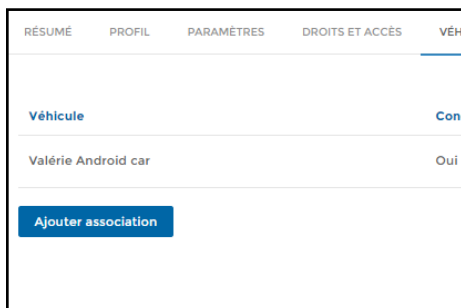 RÉSUMÉ PROFIL PARAMÈTRES DROITS ET ACCÈS VÉH
Véhicule Con
Valérie Android car Oui
Ajouter association